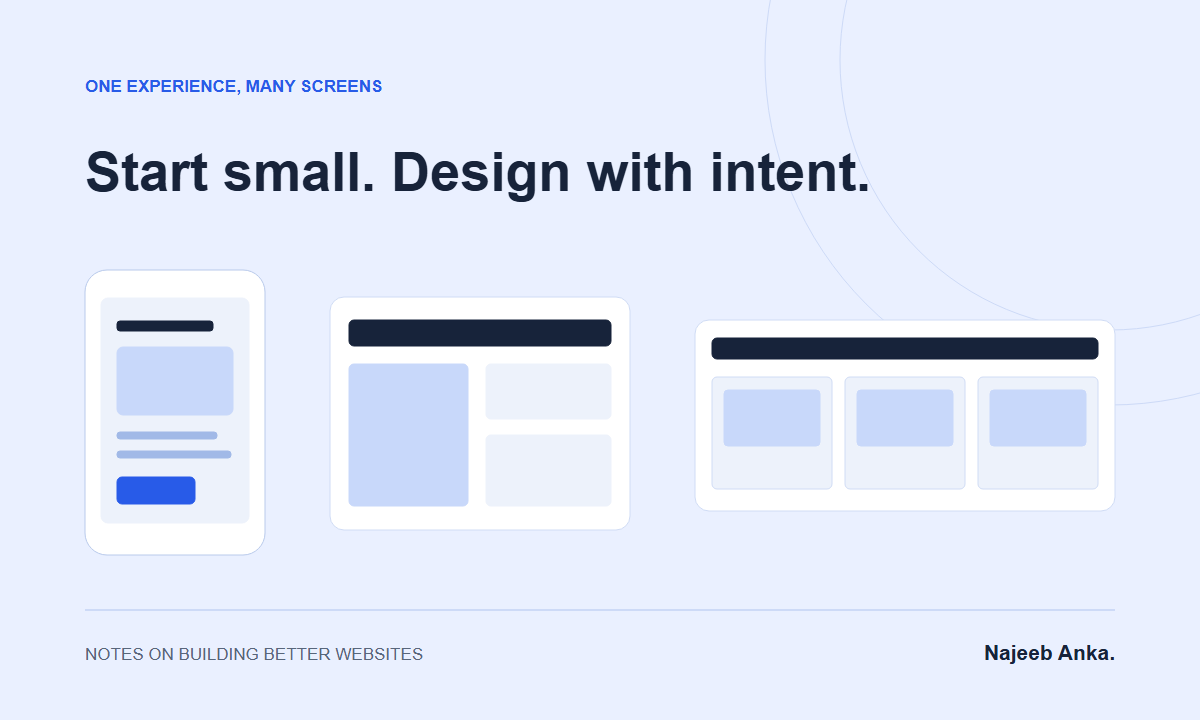 ONE EXPERIENCE, MANY SCREENS
Start small. Design with intent.
NOTES ON BUILDING BETTER WEBSITES
Najeeb Anka.